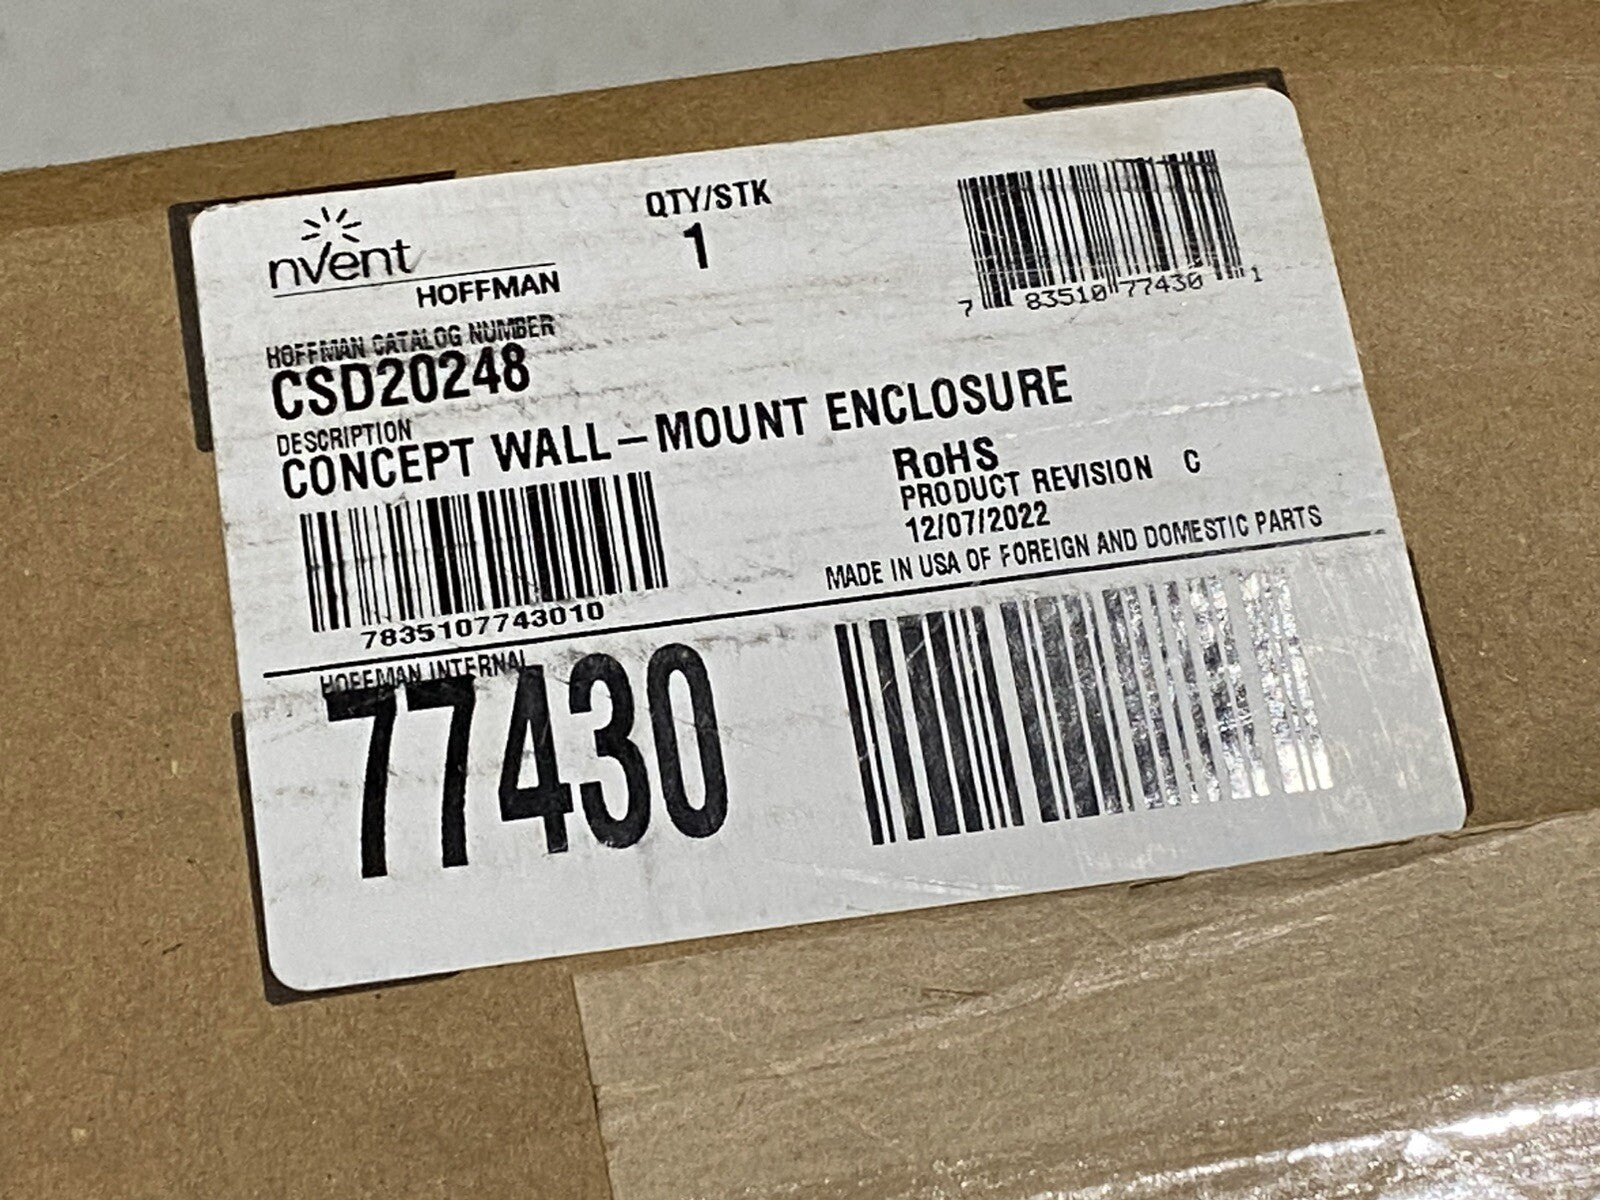 nVent
HOFFMAN
QTY/STK
1
7 83510 77430 1
HOFFMAN CATALOG NUMBER
CSD20248
DESCRIPTION
CONCEPT WALL-MOUNT ENCLOSURE
7835107743010
RoHS
PRODUCT REVISION C
12/07/2022
MADE IN USA OF FOREIGN AND DOMESTIC PARTS
HOFFMAN INTERNAL
77430